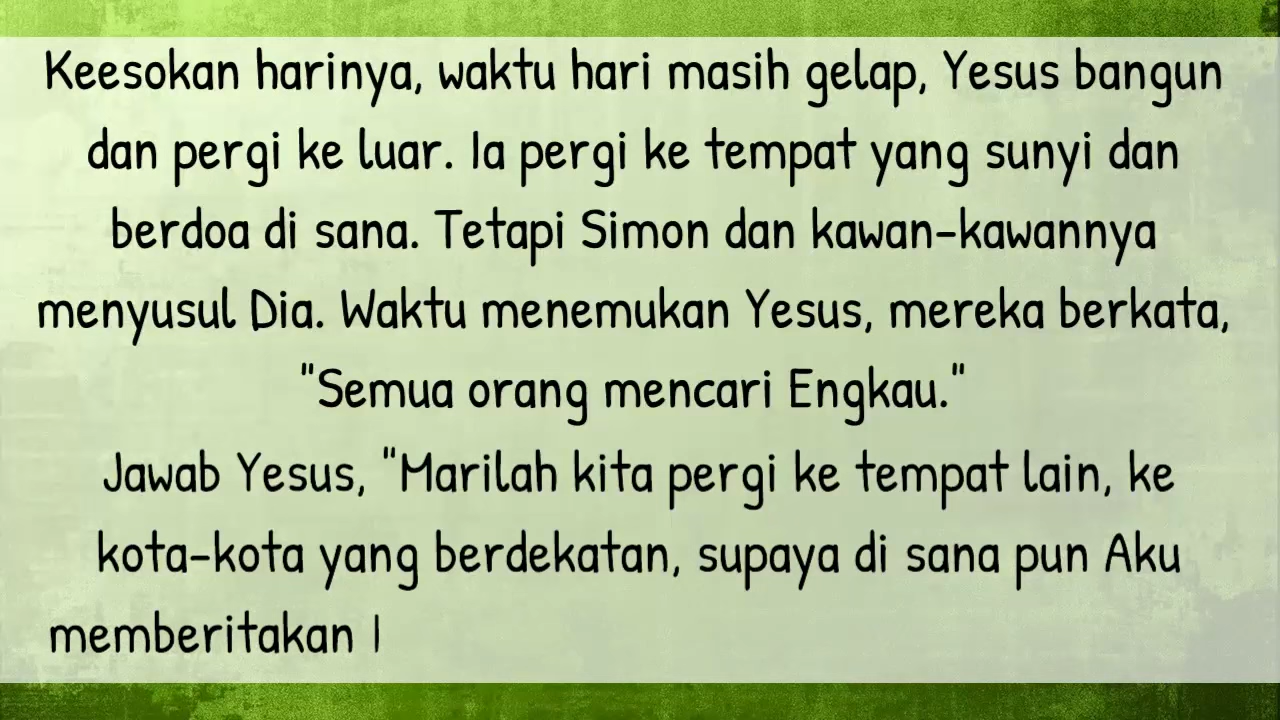 Keesokan harinya, waktu hari masih gelap, Yesus bangun
dan pergi ke luar. Ia pergi ke tempat yang sunyi dan
berdoa di sana. Tetapi Simon dan kawan-kawannya
menyusul Dia. Waktu menemukan Yesus, mereka berkata,
"Semua orang mencari Engkau."
Jawab Yesus, "Marilah kita pergi ke tempat lain, ke
kota-kota yang berdekatan, supaya di sana pun Aku
memberitakan I